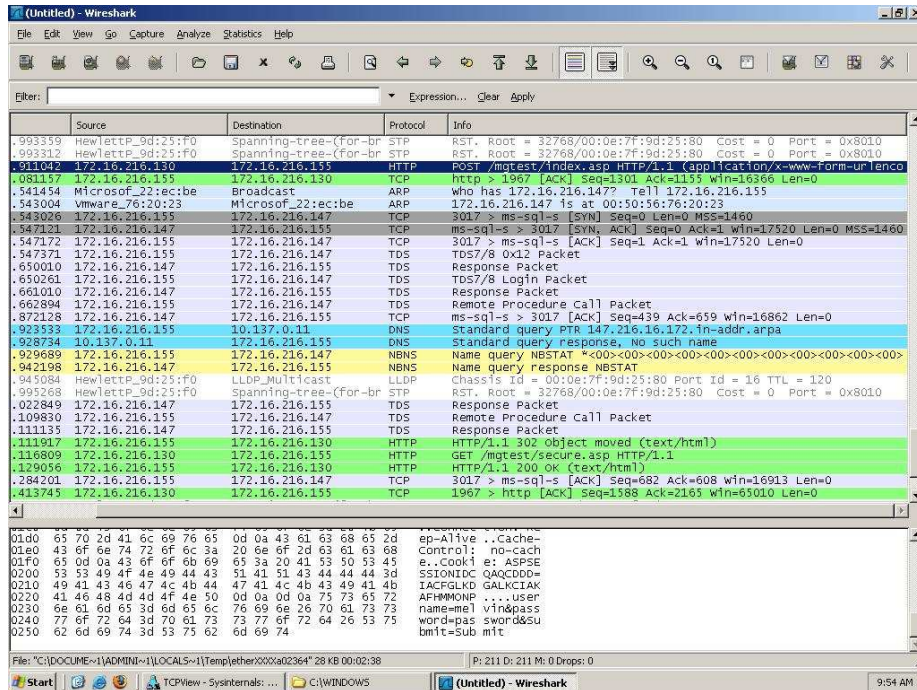 (Untitled) - Wireshark
File Edit View Go Capture Analyze Statistics Help
Filter: Expression... Clear Apply
Source Destination Protocol Info
.993359 HewlettP_9d:25:f0 Spanning-tree-(for-br STP RST. Root = 32768/00:0e:7f:9d:25:80 Cost = 0 Port = 0x8010
.993312 HewlettP_9d:25:f0 Spanning-tree-(for-br STP RST. Root = 32768/00:0e:7f:9d:25:80 Cost = 0 Port = 0x8010
.911042 172.16.216.130 172.16.216.155 HTTP POST /mgtest/index.asp HTTP/1.1 (application/x-www-form-urlenco
.081157 172.16.216.155 172.16.216.130 TCP http > 1967 [ACK] Seq=1301 Ack=1155 Win=16366 Len=0
.541454 Microsof_22:ec:be Broadcast ARP who has 172.16.216.147? Tell 172.16.216.155
.543004 Vmware_76:20:23 Microsof_22:ec:be ARP 172.16.216.147 is at 00:50:56:76:20:23
.543026 172.16.216.155 172.16.216.147 TCP 3017 > ms-sql-s [SYN] Seq=0 Len=0 MSS=1460
.547121 172.16.216.147 172.16.216.155 TCP ms-sql-s > 3017 [SYN, ACK] Seq=0 Ack=1 Win=17520 Len=0 MSS=1460
.547172 172.16.216.155 172.16.216.147 TCP 3017 > ms-sql-s [ACK] Seq=1 Ack=1 Win=17520 Len=0
.547371 172.16.216.155 172.16.216.147 TDS TDS7/8 0x12 Packet
.650010 172.16.216.147 172.16.216.155 TDS Response Packet
.650261 172.16.216.155 172.16.216.147 TDS TDS7/8 Login Packet
.661010 172.16.216.147 172.16.216.155 TDS Response Packet
.662894 172.16.216.155 172.16.216.147 TDS Remote Procedure Call Packet
.872128 172.16.216.147 172.16.216.155 TCP ms-sql-s > 3017 [ACK] Seq=439 Ack=659 Win=16862 Len=0
.923533 172.16.216.155 10.137.0.11 DNS Standard query PTR 147.216.16.172.in-addr.arpa
.928734 10.137.0.11 172.16.216.155 DNS Standard query response, No such name
.929689 172.16.216.155 172.16.216.147 NBNS Name query NBSTAT *<00><00><00><00><00><00><00><00><00><00><00>
.942198 172.16.216.147 172.16.216.155 NBNS Name query response NBSTAT
.945084 HewlettP_9d:25:f0 LLDP_Multicast LLDP Chassis Id = 00:0e:7f:9d:25:80 Port Id = 16 TTL = 120
.995268 HewlettP_9d:25:f0 Spanning-tree-(for-br STP RST. Root = 32768/00:0e:7f:9d:25:80 Cost = 0 Port = 0x8010
.022849 172.16.216.147 172.16.216.155 TDS Response Packet
.109830 172.16.216.155 172.16.216.147 TDS Remote Procedure Call Packet
.111135 172.16.216.147 172.16.216.155 TDS Response Packet
.111917 172.16.216.155 172.16.216.130 HTTP HTTP/1.1 302 Object moved (text/html)
.116809 172.16.216.130 172.16.216.155 HTTP GET /mgtest/secure.asp HTTP/1.1
.129056 172.16.216.155 172.16.216.130 HTTP HTTP/1.1 200 OK (text/html)
.284201 172.16.216.155 172.16.216.147 TCP 3017 > ms-sql-s [ACK] Seq=682 Ack=608 Win=16913 Len=0
.413745 172.16.216.130 172.16.216.155 TCP 1967 > http [ACK] Seq=1588 Ack=2165 Win=65010 Len=0
01d0 65 70 2d 41 6c 69 76 65 0d 0a 43 61 63 68 65 2d ep-Alive ..Cache-
01e0 43 6f 6e 74 72 6f 6c 3a 20 6e 6f 2d 63 61 63 68 Control: no-cach
01f0 65 0d 0a 43 6f 6f 6b 69 65 3a 20 41 53 50 53 45 e..Cooki e: ASPSE
0200 53 53 49 4f 4e 49 44 43 51 41 51 43 44 44 44 3d SSIONIDC QAQCDDD=
0210 49 41 43 46 47 4c 4b 44 47 41 4c 4b 43 49 41 4b IACFGLKD GALKCIAK
0220 41 46 48 4d 4d 4f 4e 50 0d 0a 0d 0a 75 73 65 72 AFHMMONP ....user
0230 6e 61 6d 65 3d 6d 65 6c 76 69 6e 26 70 61 73 73 name=mel vin&pass
0240 77 6f 72 64 3d 70 61 73 73 77 6f 72 64 26 53 75 word=pas sword&Su
0250 62 6d 69 74 3d 53 75 62 6d 69 74 bmit=Sub mit
File: "C:\DOCUME~1\ADMINI~1\LOCALS~1\Temp\etherXXXXa02364" 28 KB 00:02:38 P: 211 D: 211 M: 0 Drops: 0
Start TCPView - Sysinternals: ... C:\WINDOWS (Untitled) - Wireshark 9:54 AM